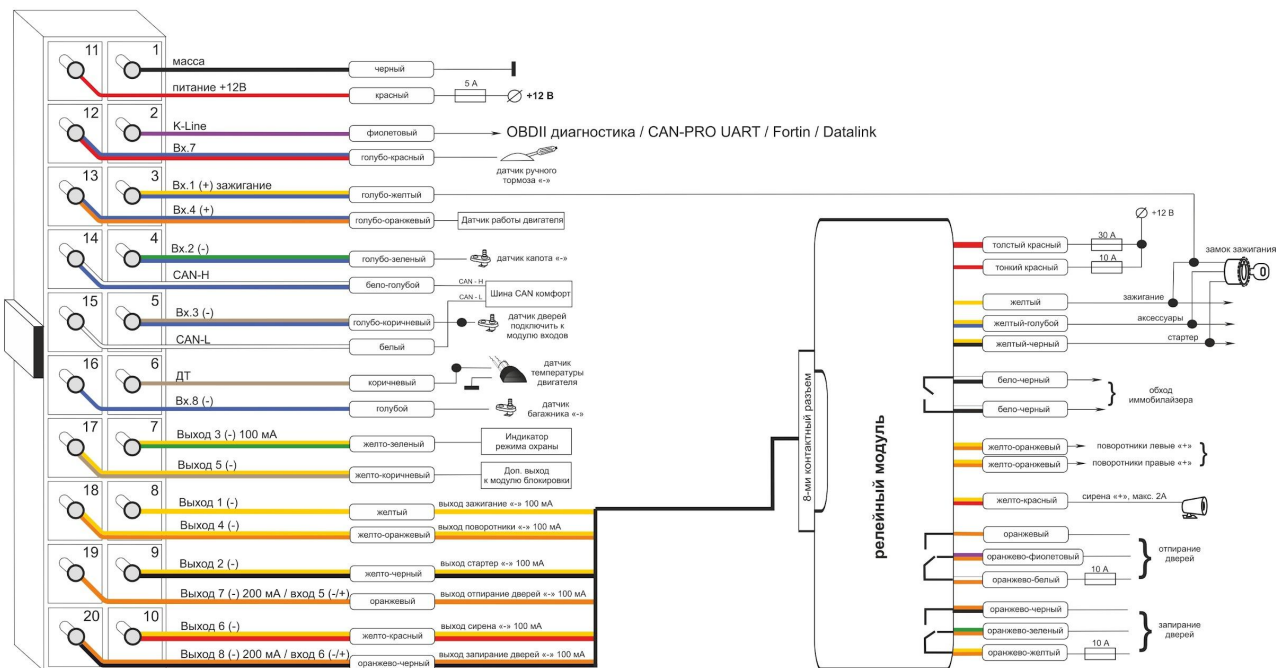 11
1
масса
черный
питание +12В
красный
5 А
+12 В
12
2
K-Line
фиолетовый
OBDII диагностика / CAN-PRO UART / Fortin / Datalink
Вх.7
голубо-красный
датчик ручного
тормоза «-»
13
3
Вх.1 (+) зажигание
голубо-желтый
Вх.4 (+)
голубо-оранжевый
Датчик работы двигателя
14
4
Вх.2 (-)
голубо-зеленый
датчик капота «-»
CAN-H
бело-голубой
CAN - H
CAN - L
Шина CAN комфорт
15
5
Вх.3 (-)
голубо-коричневый
датчик дверей
подключить к
модулю входов
CAN-L
белый
16
6
ДТ
коричневый
датчик
температуры
двигателя
Вх.8 (-)
голубой
датчик
багажника «-»
17
7
Выход 3 (-) 100 мА
желто-зеленый
Индикатор
режима охраны
Выход 5 (-)
желто-коричневый
Доп. выход
к модулю блокировки
18
8
Выход 1 (-)
желтый
выход зажигание «-» 100 мА
Выход 4 (-)
желто-оранжевый
выход поворотники «-» 100 мА
19
9
Выход 2 (-)
желто-черный
выход стартер «-» 100 мА
Выход 7 (-) 200 мА / вход 5 (-/+)
оранжевый
выход отпирание дверей «-» 100 мА
20
10
Выход 6 (-)
желто-красный
выход сирена «-» 100 мА
Выход 8 (-) 200 мА / вход 6 (-/+)
оранжево-черный
выход запирание дверей «-» 100 мА
8-ми контактный разъем
релейный модуль
+12 В
толстый красный
30 А
тонкий красный
10 А
замок зажигания
желтый
зажигание
желтый-голубой
аксессуары
желтый-черный
стартер
бело-черный
бело-черный
обход
иммобилайзера
желто-оранжевый
поворотники левые «+»
желто-оранжевый
поворотники правые «+»
желто-красный
сирена «+», макс. 2А
оранжевый
оранжево-фиолетовый
оранжево-белый
10 А
отпирание
дверей
оранжево-черный
оранжево-зеленый
оранжево-желтый
10 А
запирание
дверей